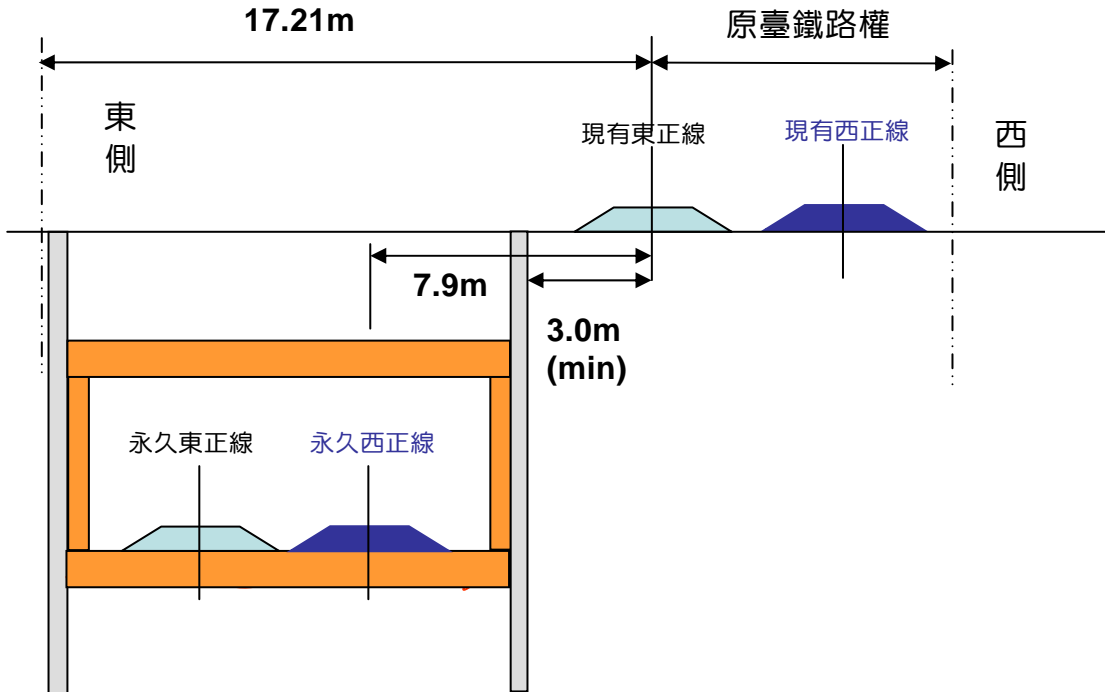 17.21m
原臺鐵路權
東
側
現有東正線
現有西正線
西
側
7.9m
3.0m
(min)
永久東正線
永久西正線